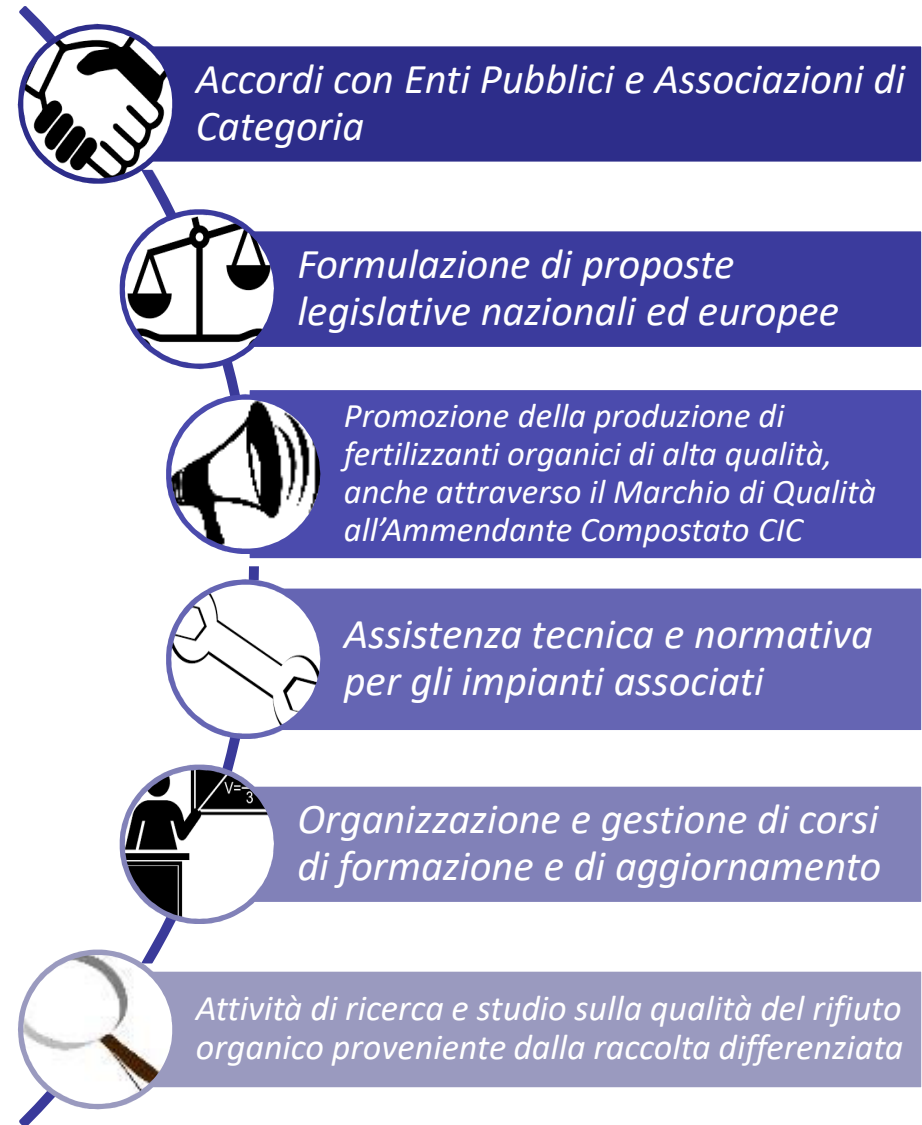 Accordi con Enti Pubblici e Associazioni di
Categoria
Formulazione di proposte
legislative nazionali ed europee
Promozione della produzione di
fertilizzanti organici di alta qualità,
anche attraverso il Marchio di Qualità
all’Ammendante Compostato CIC
Assistenza tecnica e normativa
per gli impianti associati
V=
3
Organizzazione e gestione di corsi
di formazione e di aggiornamento
Attività di ricerca e studio sulla qualità del rifiuto
organico proveniente dalla raccolta differenziata